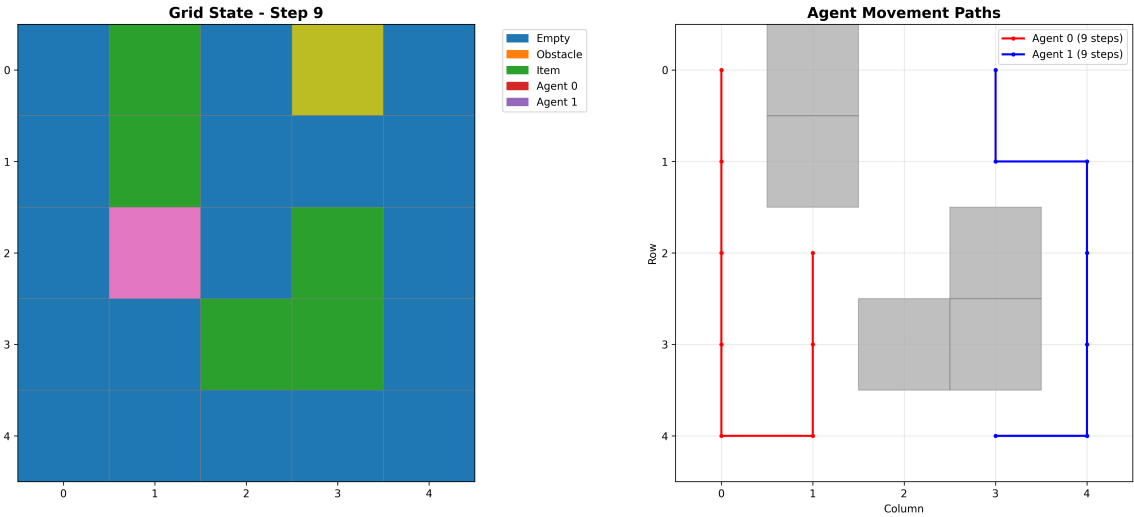 Grid State - Step 9
0
1
2
3
4
0 1 2 3 4
Empty
Obstacle
Item
Agent 0
Agent 1
Agent Movement Paths
Agent 0 (9 steps)
Agent 1 (9 steps)
Row
0
1
2
3
4
0 1 2 3 4
Column